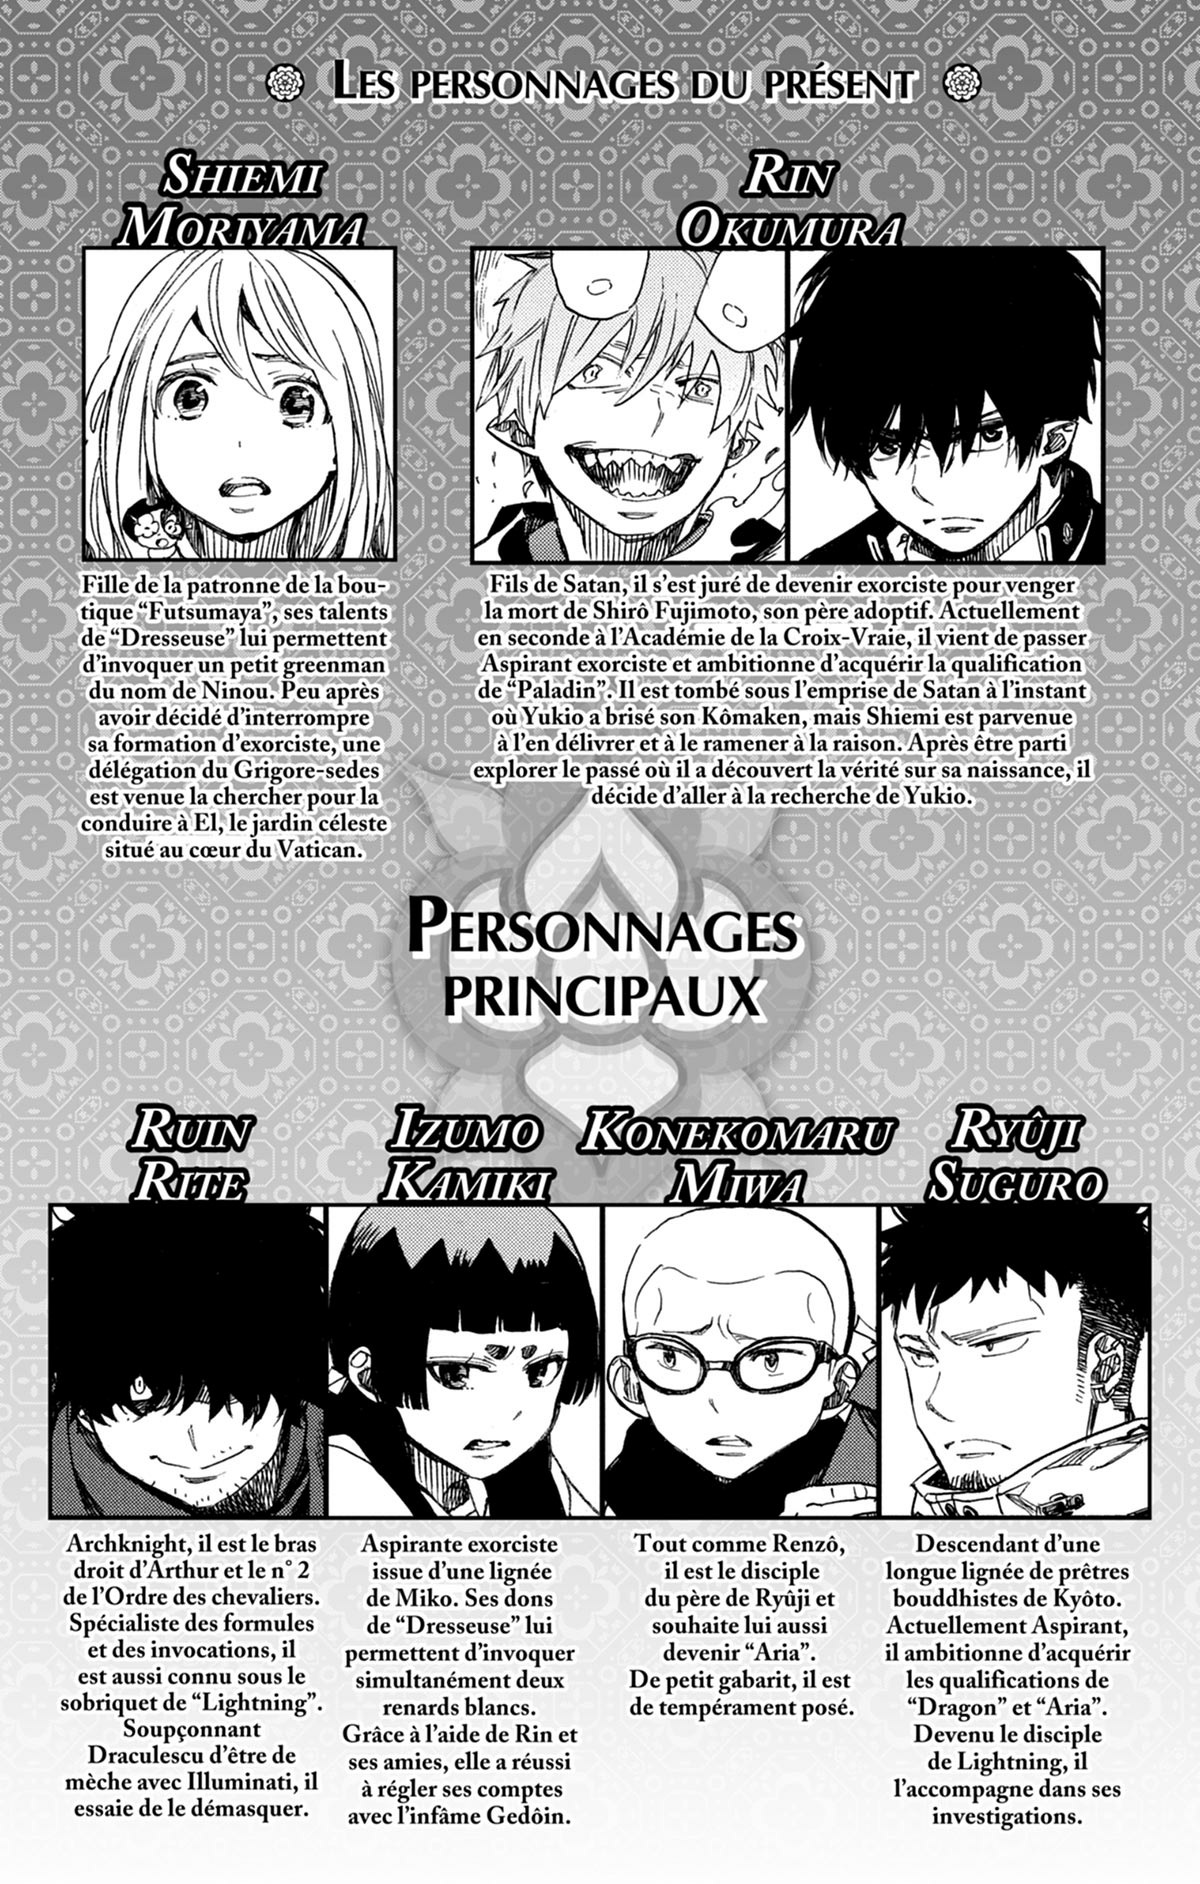 LES PERSONNAGES DU PRÉSENT
SHIEMI
MORIYAMA
Fille de la patronne de la bou-
tique “Futsumaya”, ses talents
de “Dresseuse” lui permettent
d’invoquer un petit greenman
du nom de Ninou. Peu après
avoir décidé d’interrompre
sa formation d’exorciste, une
délégation du Grigore-sedes
est venue la chercher pour la
conduire à El, le jardin céleste
situé au cœur du Vatican.
RIN
OKUMURA
Fils de Satan, il s’est juré de devenir exorciste pour venger
la mort de Shirô Fujimoto, son père adoptif. Actuellement
en seconde à l’Académie de la Croix-Vraie, il vient de passer
Aspirant exorciste et ambitionne d’acquérir la qualification
de “Paladin”. Il est tombé sous l’emprise de Satan à l’instant
où Yukio a brisé son Kômaken, mais Shiemi est parvenue
à l’en délivrer et à le ramener à la raison. Après être parti
explorer le passé où il a découvert la vérité sur sa naissance, il
décide d’aller à la recherche de Yukio.
PERSONNAGES
PRINCIPAUX
RUIN
RITE
Archknight, il est le bras
droit d’Arthur et le n° 2
de l’Ordre des chevaliers.
Spécialiste des formules
et des invocations, il
est aussi connu sous le
sobriquet de “Lightning”.
Soupçonnant
Draculescu d’être de
mèche avec Illuminati, il
essaie de le démasquer.
IZUMO
KAMIKI
Aspirante exorciste
issue d’une lignée
de Miko. Ses dons
de “Dresseuse” lui
permettent d’invoquer
simultanément deux
renards blancs.
Grâce à l’aide de Rin et
ses amies, elle a réussi
à régler ses comptes
avec l’infâme Gedôin.
KONEKOMARU
MIWA
Tout comme Renzô,
il est le disciple
du père de Ryûji et
souhaite lui aussi
devenir “Aria”.
De petit gabarit, il est
de tempérament posé.
RYÛJI
SUGURO
Descendant d’une
longue lignée de prêtres
bouddhistes de Kyôto.
Actuellement Aspirant,
il ambitionne d’acquérir
les qualifications de
“Dragon” et “Aria”.
Devenu le disciple
de Lightning, il
l’accompagne dans ses
investigations.